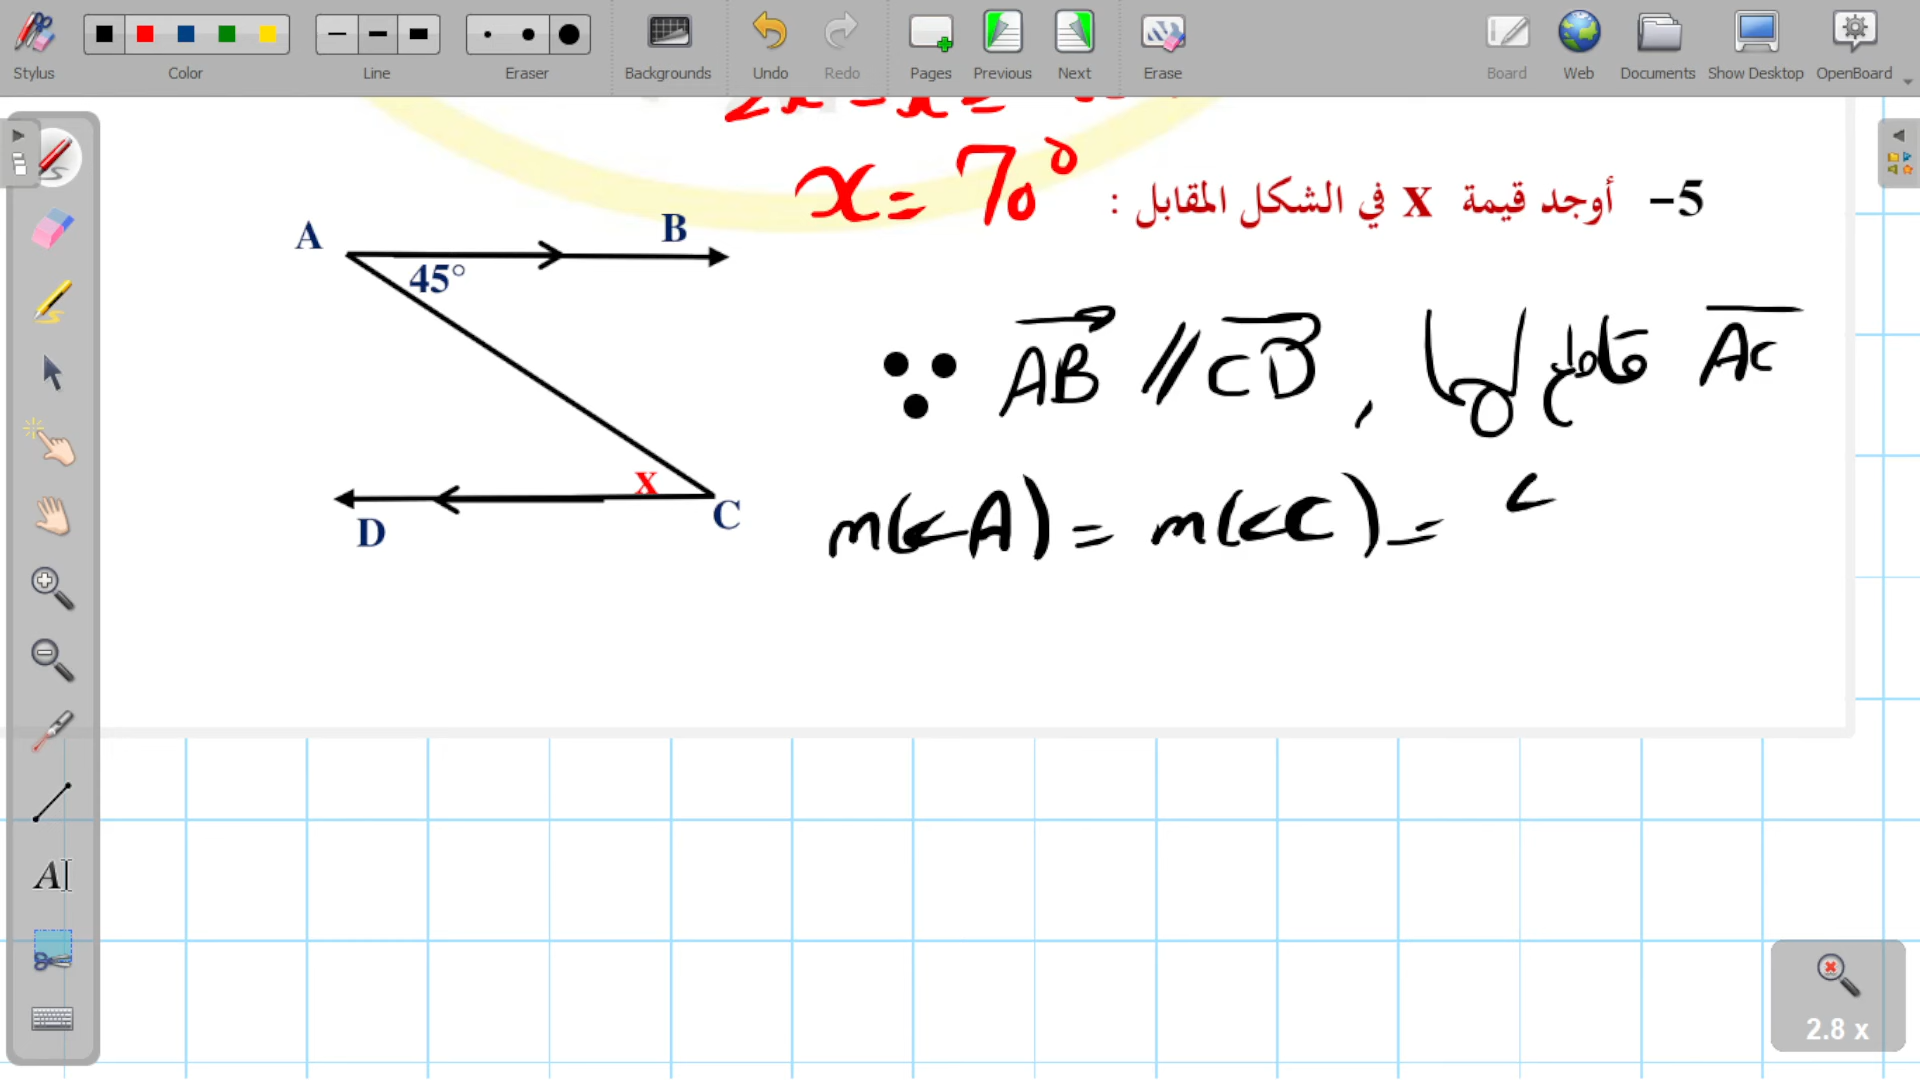 Stylus
Color
Line
Eraser
Backgrounds
Undo
Redo
Pages
Previous
Next
Erase
Board
Web
Documents
Show Desktop
OpenBoard
x = 70°
5- أوجد قيمة x في الشكل المقابل :
A
B
45°
x
C
D
∵ AB // CD , AC قاطع لهما
m(<A) = m(<C) =
2.8 x